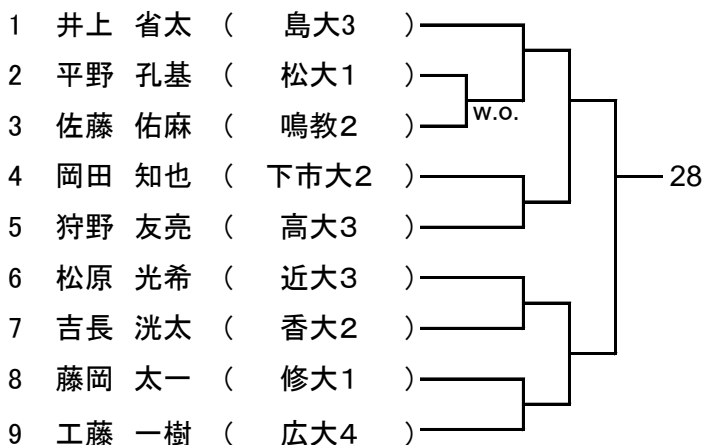 1 井上 省太 ( 島大3 )
2 平野 孔基 ( 松大1 )
w.o.
3 佐藤 佑麻 ( 鳴教2 )
4 岡田 知也 ( 下市大2 ) 28
5 狩野 友亮 ( 高大3 )
6 松原 光希 ( 近大3 )
7 吉長 洸太 ( 香大2 )
8 藤岡 太一 ( 修大1 )
9 工藤 一樹 ( 広大4 )